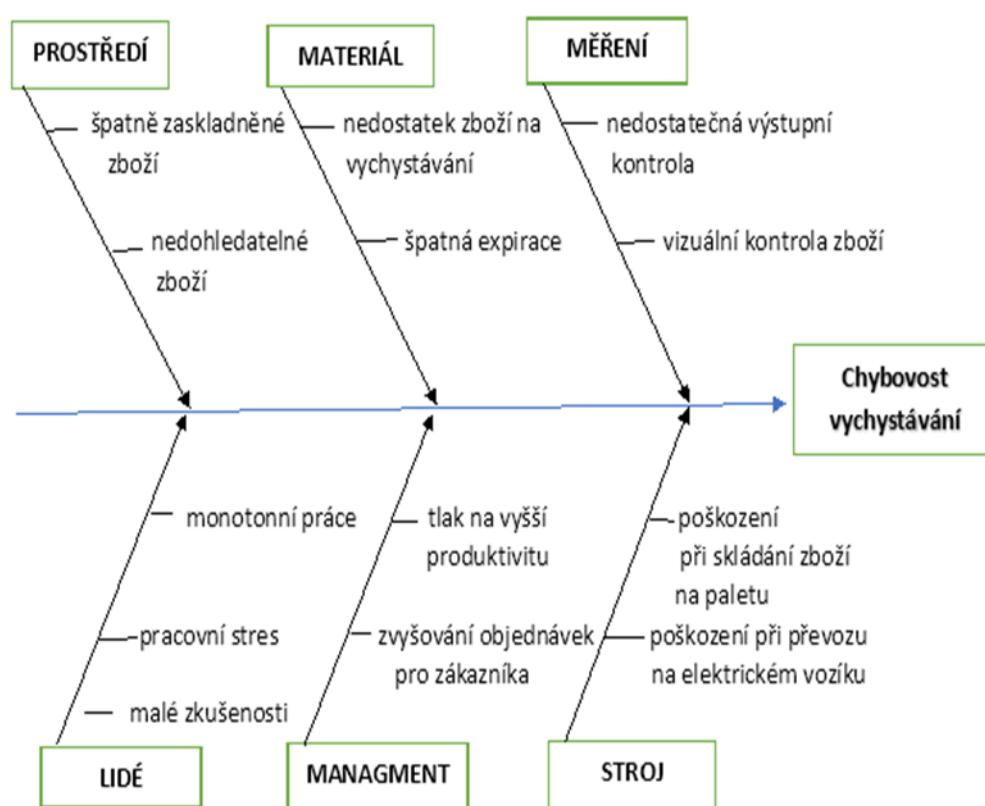 PROSTŘEDÍ
MATERIÁL
MĚŘENÍ
špatně zaskladněné
zboží
nedohledatelné
zboží
nedostatek zboží na
vychystávání
špatná expirace
nedostatečná výstupní
kontrola
vizuální kontrola zboží
Chybovost
vychystávání
monotonní práce
pracovní stres
malé zkušenosti
tlak na vyšší
produktivitu
zvyšování objednávek
pro zákazníka
poškození
při skládání zboží
na paletu
poškození při převozu
na elektrickém vozíku
LIDÉ
MANAGMENT
STROJ